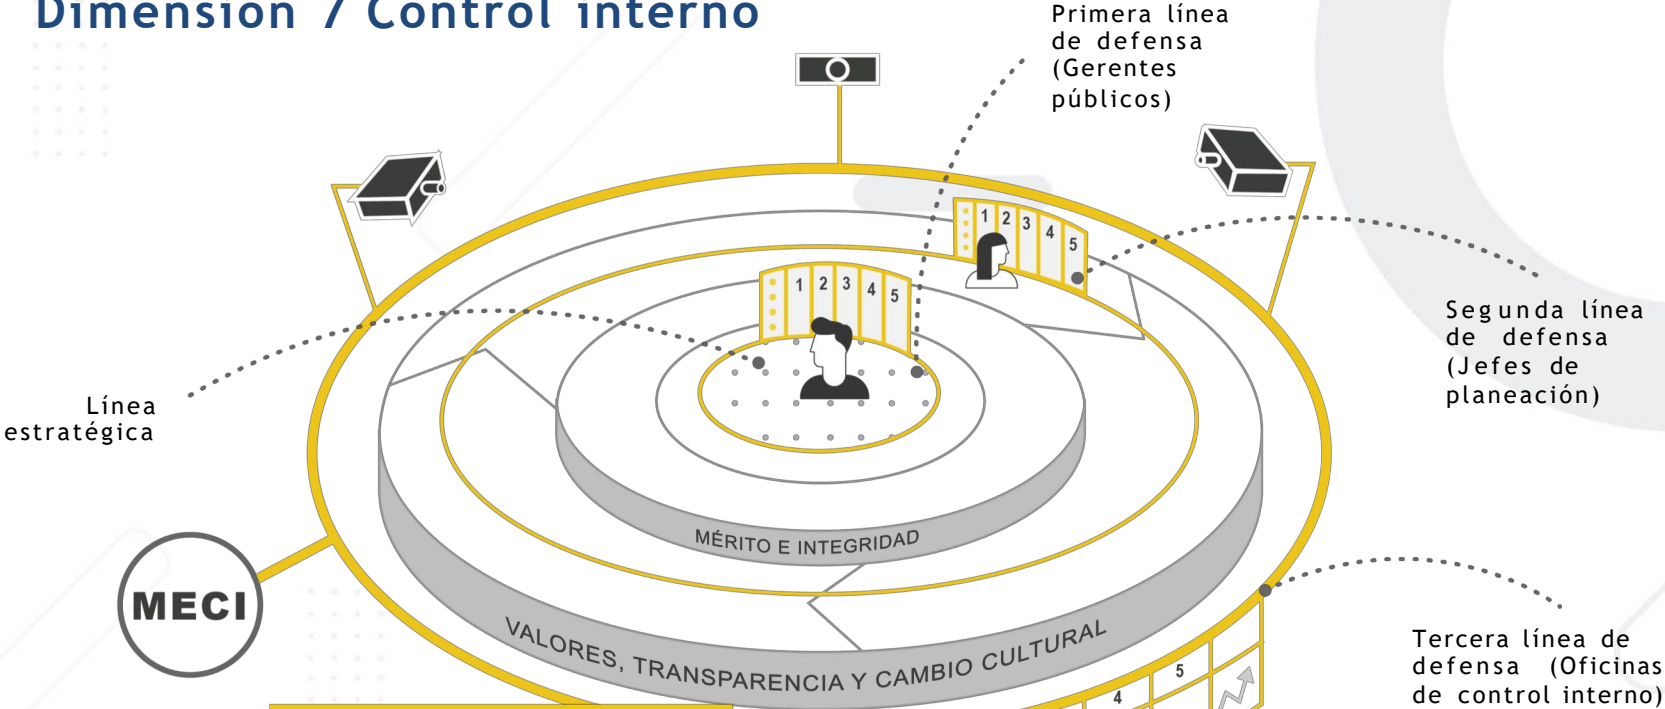 Dimensión 7 Control interno
Primera línea
de defensa
(Gerentes
públicos)
1 2 3 4 5
1 2 3 4 5
Segunda línea
de defensa
(Jefes de
planeación)
Línea
estratégica
MÉRITO E INTEGRIDAD
MECI
VALORES, TRANSPARENCIA Y CAMBIO CULTURAL
Tercera línea de
defensa (Oficinas
de control interno)
4 5